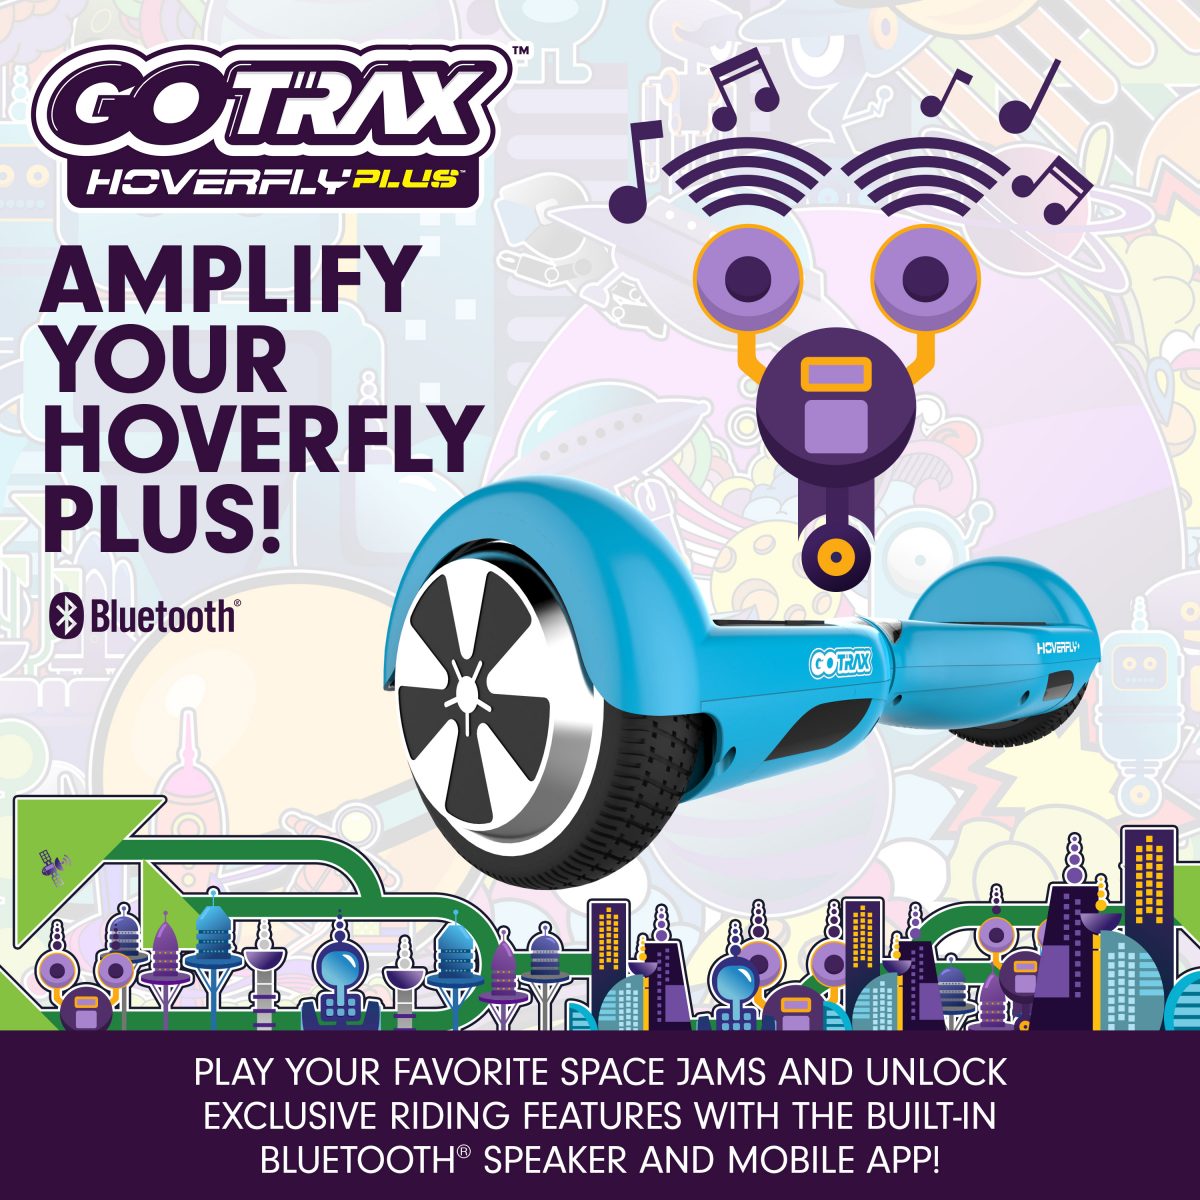 GOTRAX™
HOVERFLY PLUS™
AMPLIFY
YOUR
HOVERFLY
PLUS!
Bluetooth®
GOTRAX
HOVERFLY+
PLAY YOUR FAVORITE SPACE JAMS AND UNLOCK
EXCLUSIVE RIDING FEATURES WITH THE BUILT-IN
BLUETOOTH® SPEAKER AND MOBILE APP!